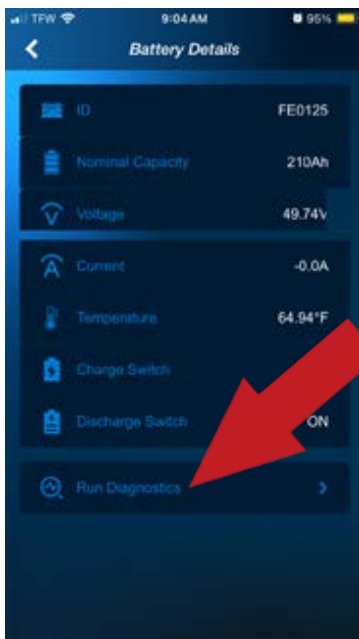 TFW 9:04 AM 95%
Battery Details
ID FE0125
Nominal Capacity 210Ah
Voltage 49.74V
Current -0.0A
Temperature 64.94°F
Charge Switch
Discharge Switch ON
Run Diagnostics